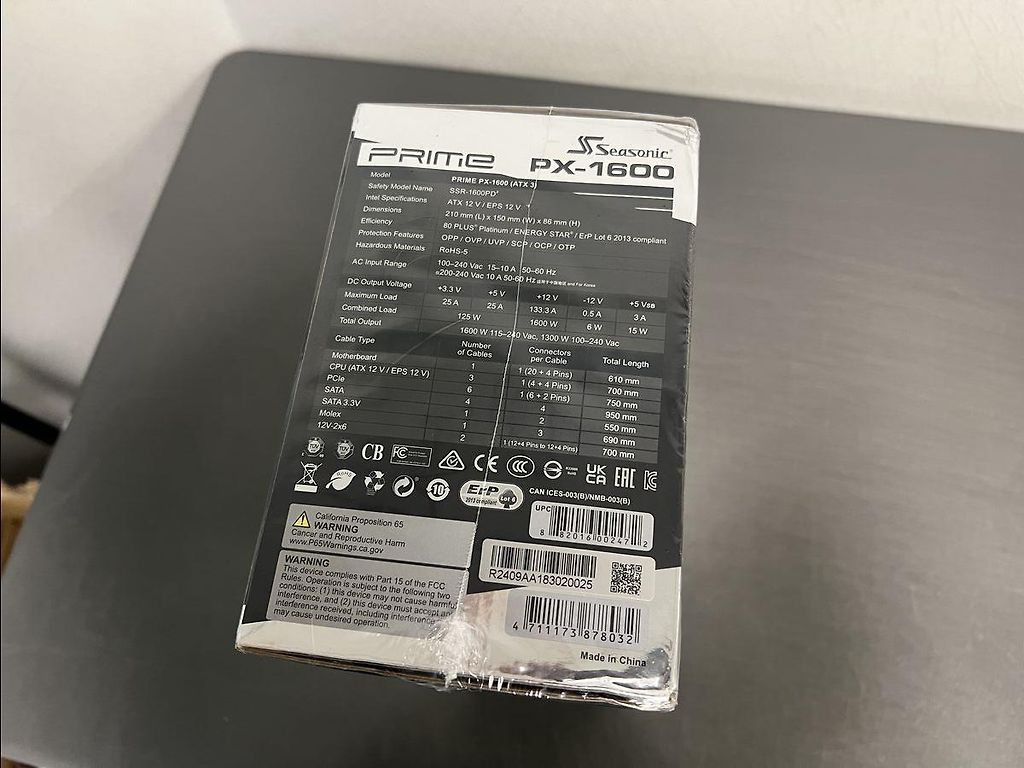 PRIME
Seasonic
PX-1600
Model PRIME PX-1600 (ATX 3)
Safety Model Name SSR-1600PD
Intel Specifications ATX 12 V / EPS 12 V
Dimensions 210 mm (L) x 150 mm (W) x 86 mm (H)
Efficiency 80 PLUS® Platinum / ENERGY STAR® / ErP Lot 6 2013 compliant
Protection Features OPP / OVP / UVP / SCP / OCP / OTP
Hazardous Materials RoHS-5
AC Input Range 100–240 Vac 15–10 A 50–60 Hz
200-240 Vac 10 A 50-60 Hz and For Korea
DC Output Voltage +3.3 V +5 V +12 V -12 V +5 VSB
Maximum Load 25 A 25 A 133.3 A 0.5 A 3 A
Combined Load 125 W 1600 W 6 W 15 W
Total Output 1600 W 115–240 Vac, 1300 W 100–240 Vac
Cable Type Number of Cables Connectors per Cable Total Length
Motherboard 1 1 (20 + 4 Pins) 610 mm
CPU (ATX 12 V / EPS 12 V) 3 1 (4 + 4 Pins) 700 mm
PCIe 6 1 (6 + 2 Pins) 750 mm
SATA 4 4 950 mm
SATA 3.3V 1 2 550 mm
Molex 1 3 690 mm
12V-2x6 2 1 (12+4 Pins to 12+4 Pins) 700 mm
CB FC CE CCC UK CA EAC
10 ErP Lot 6 2013 compliant CAN ICES-003(B)/NMB-003(B)
California Proposition 65
WARNING
Cancer and Reproductive Harm
www.P65Warnings.ca.gov
UPC
8 82016 00247 2
R2409AA183020025
WARNING
This device complies with Part 15 of the FCC
Rules. Operation is subject to the following two
conditions: (1) this device may not cause harmful
interference, and (2) this device must accept any
interference received, including interference
may cause undesired operation.
4 711173 878032
Made in China